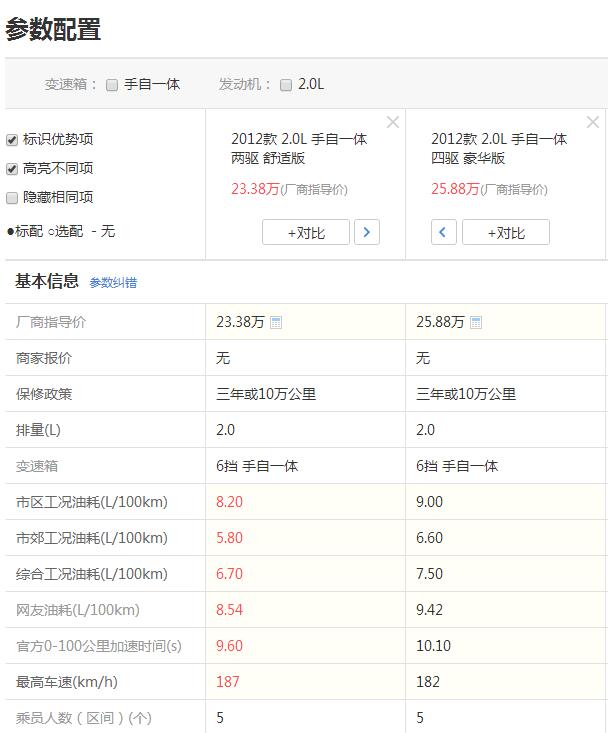 参数配置
变速箱： 手自一体 发动机： 2.0L
标识优势项
高亮不同项
隐藏相同项
●标配 ○选配 - 无
2012款 2.0L 手自一体
两驱 舒适版
23.38万(厂商指导价)
+对比
2012款 2.0L 手自一体
四驱 豪华版
25.88万(厂商指导价)
+对比
基本信息 参数纠错
厂商指导价 23.38万 25.88万
商家报价 无 无
保修政策 三年或10万公里 三年或10万公里
排量(L) 2.0 2.0
变速箱 6挡 手自一体 6挡 手自一体
市区工况油耗(L/100km) 8.20 9.00
市郊工况油耗(L/100km) 5.80 6.60
综合工况油耗(L/100km) 6.70 7.50
网友油耗(L/100km) 8.54 9.42
官方0-100公里加速时间(s) 9.60 10.10
最高车速(km/h) 187 182
乘员人数（区间）(个) 5 5